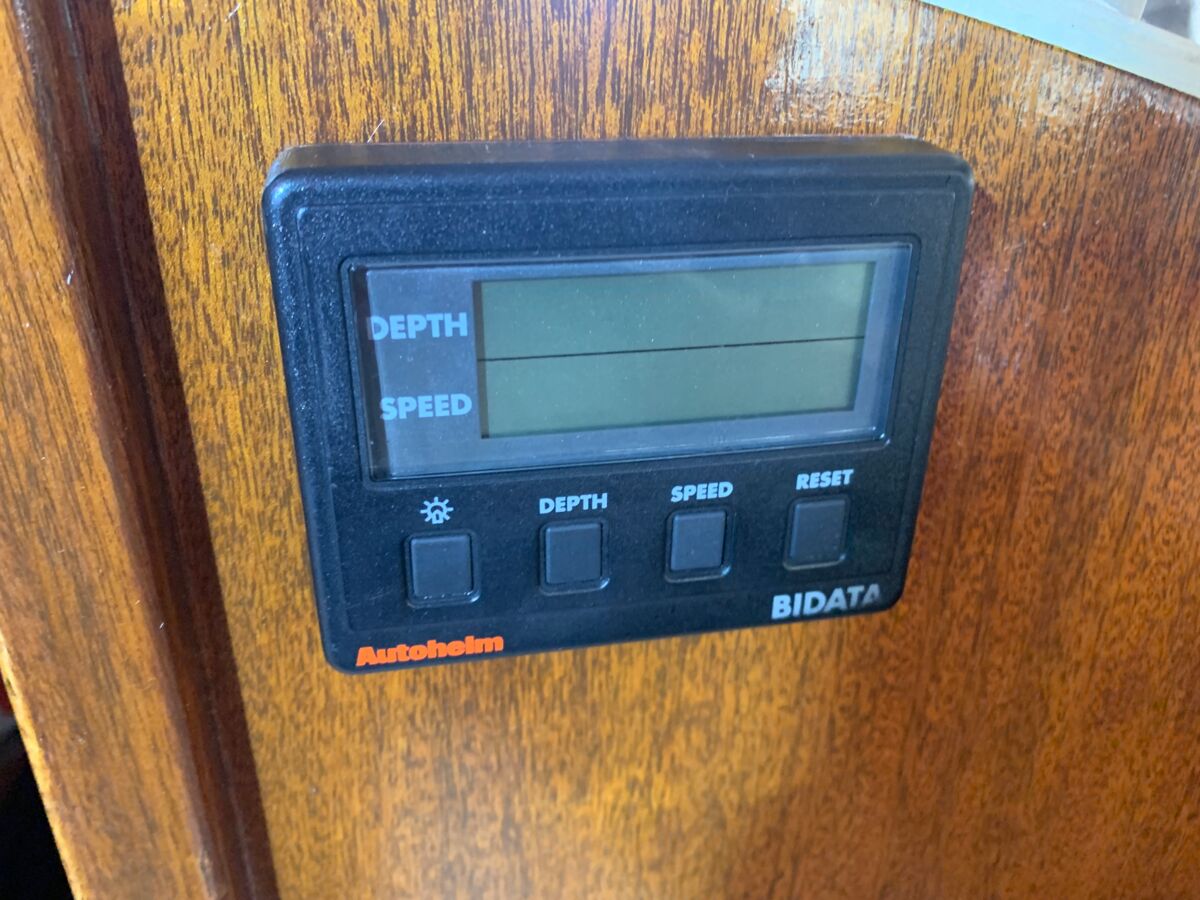 DEPTH
SPEED
DEPTH SPEED RESET
BIDATA
Autohelm